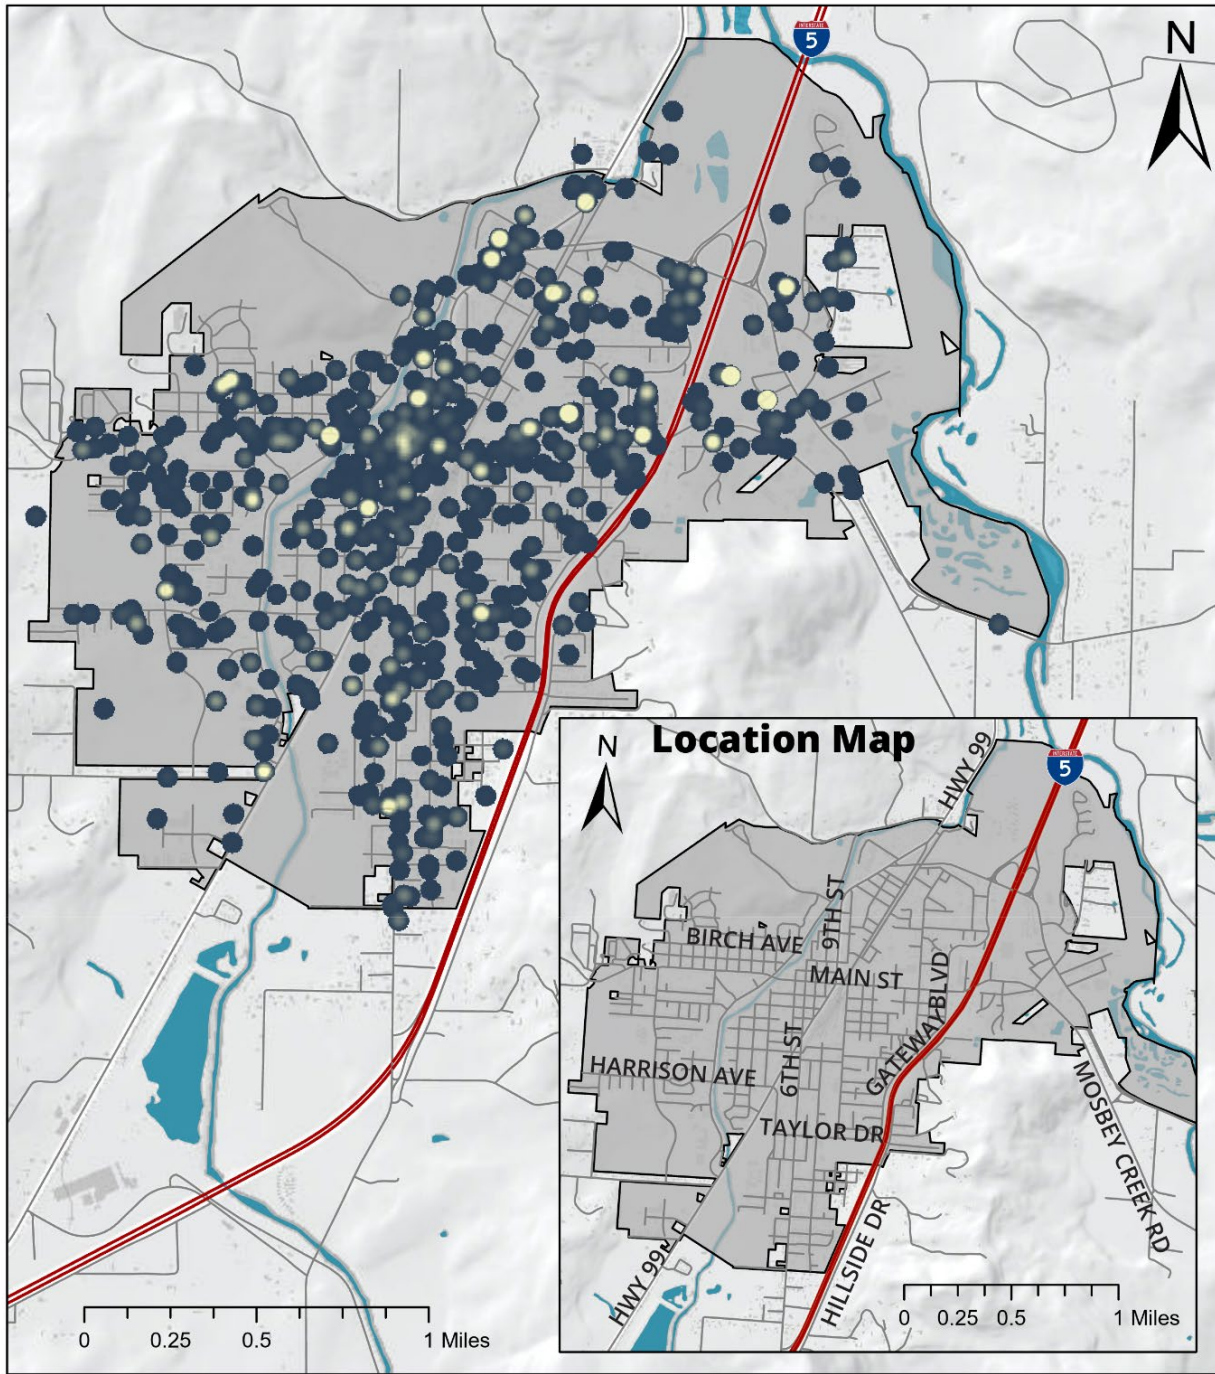 INTERSTATE
5
N
Location Map
N
HWY 99
INTERSTATE
5
9TH ST
BIRCH AVE
MAIN ST
GATEWAY BLVD
6TH ST
HARRISON AVE
TAYLOR DR
MOSBEY CREEK RD
HILLSIDE DR
HWY 99
0 0.25 0.5 1 Miles
0 0.25 0.5 1 Miles